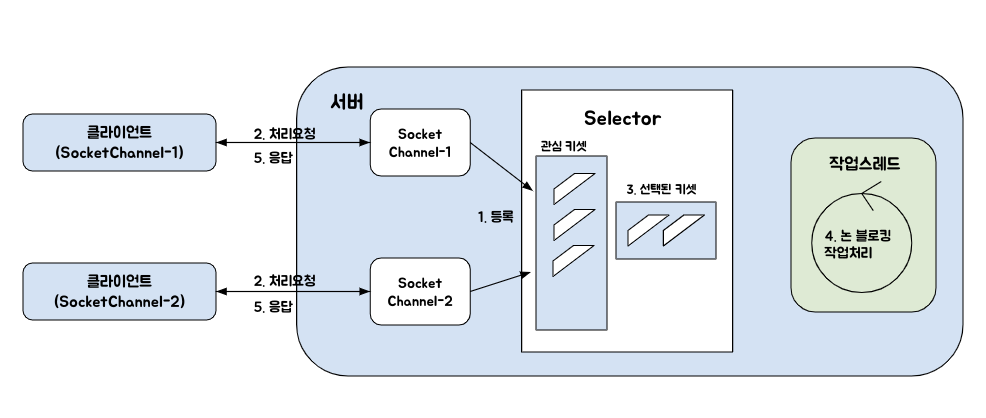 서버
클라이언트
(SocketChannel-1)
2. 처리요청
5. 응답
Socket
Channel-1
Selector
관심 키셋
3. 선택된 키셋
1. 등록
작업스레드
4. 논 블로킹
작업처리
클라이언트
(SocketChannel-2)
2. 처리요청
5. 응답
Socket
Channel-2